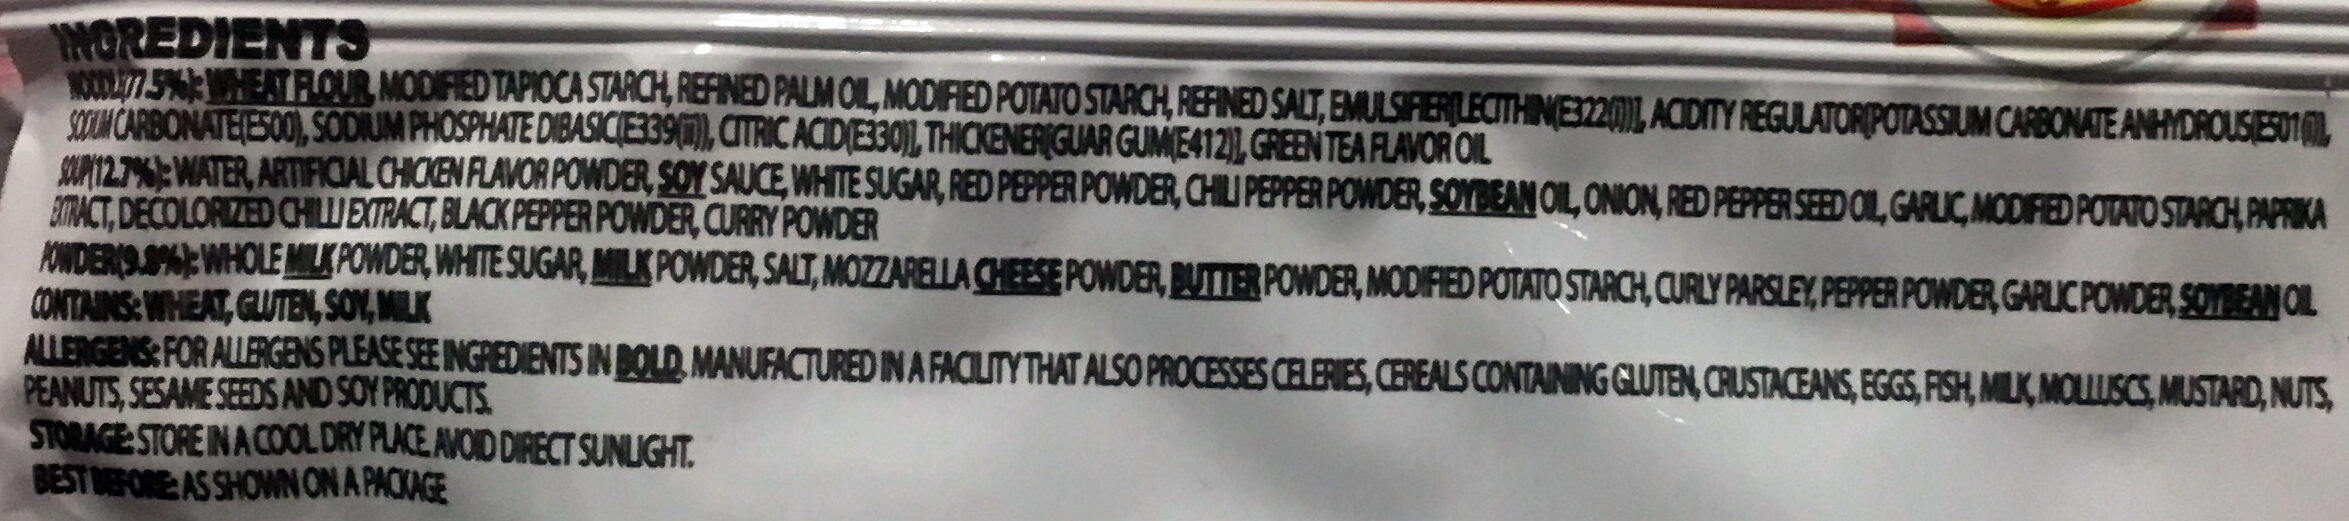 INGREDIENTS
NOODLE(77.5%): WHEAT FLOUR, MODIFIED TAPIOCA STARCH, REFINED PALM OIL, MODIFIED POTATO STARCH, REFINED SALT, EMULSIFIER[LECITHIN(E322(i))], ACIDITY REGULATOR[POTASSIUM CARBONATE ANHYDROUS(E501(i)),
SODIUM CARBONATE(E500), SODIUM PHOSPHATE DIBASIC(E339(ii)), CITRIC ACID(E330)], THICKENER[GUAR GUM(E412)], GREEN TEA FLAVOR OIL
SOUP(12.7%): WATER, ARTIFICIAL CHICKEN FLAVOR POWDER, SOY SAUCE, WHITE SUGAR, RED PEPPER POWDER, CHILI PEPPER POWDER, SOYBEAN OIL, ONION, RED PEPPER SEED OIL, GARLIC, MODIFIED POTATO STARCH, PAPRIKA
EXTRACT, DECOLORIZED CHILLI EXTRACT, BLACK PEPPER POWDER, CURRY POWDER
POWDER(9.8%): WHOLE MILK POWDER, WHITE SUGAR, MILK POWDER, SALT, MOZZARELLA CHEESE POWDER, BUTTER POWDER, MODIFIED POTATO STARCH, CURLY PARSLEY, PEPPER POWDER, GARLIC POWDER, SOYBEAN OIL
CONTAINS: WHEAT, GLUTEN, SOY, MILK
ALLERGENS: FOR ALLERGENS PLEASE SEE INGREDIENTS IN BOLD. MANUFACTURED IN A FACILITY THAT ALSO PROCESSES CELERIES, CEREALS CONTAINING GLUTEN, CRUSTACEANS, EGGS, FISH, MILK, MOLLUSCS, MUSTARD, NUTS,
PEANUTS, SESAME SEEDS AND SOY PRODUCTS.
STORAGE: STORE IN A COOL DRY PLACE. AVOID DIRECT SUNLIGHT.
BEST BEFORE: AS SHOWN ON A PACKAGE